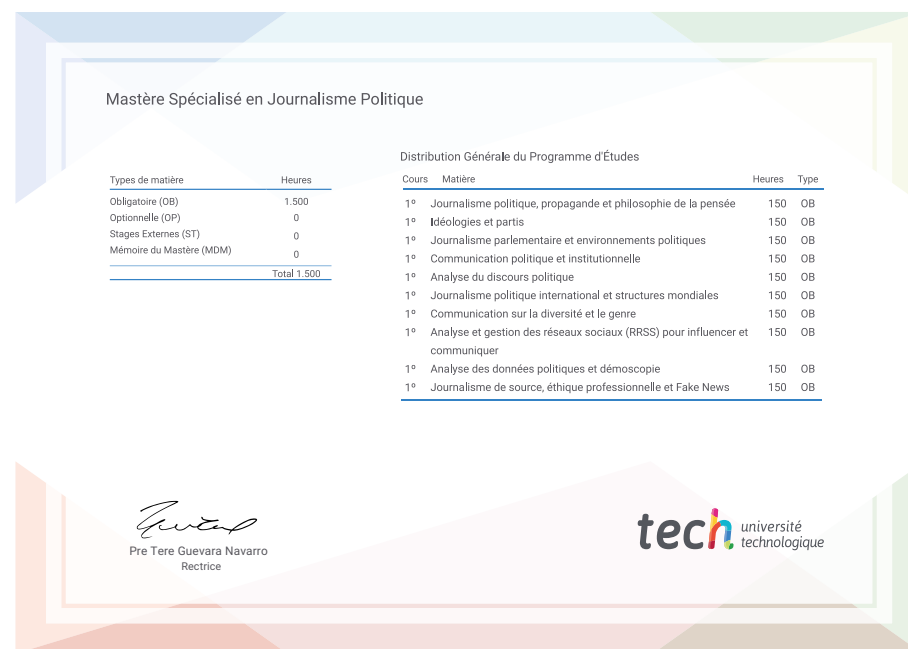 Mastère Spécialisé en Journalisme Politique
Types de matière Heures
Obligatoire (OB) 1.500
Optionnelle (OP) 0
Stages Externes (ST) 0
Mémoire du Mastère (MDM) 0
Total 1.500
Distribution Générale du Programme d'Études
Cours Matière Heures Type
1º Journalisme politique, propagande et philosophie de la pensée 150 OB
1º Idéologies et partis 150 OB
1º Journalisme parlementaire et environnements politiques 150 OB
1º Communication politique et institutionnelle 150 OB
1º Analyse du discours politique 150 OB
1º Journalisme politique international et structures mondiales 150 OB
1º Communication sur la diversité et le genre 150 OB
1º Analyse et gestion des réseaux sociaux (RRSS) pour influencer et 150 OB
communiquer
1º Analyse des données politiques et démoscopie 150 OB
1º Journalisme de source, éthique professionnelle et Fake News 150 OB
Pre Tere Guevara Navarro
Rectrice
tech université
technologique